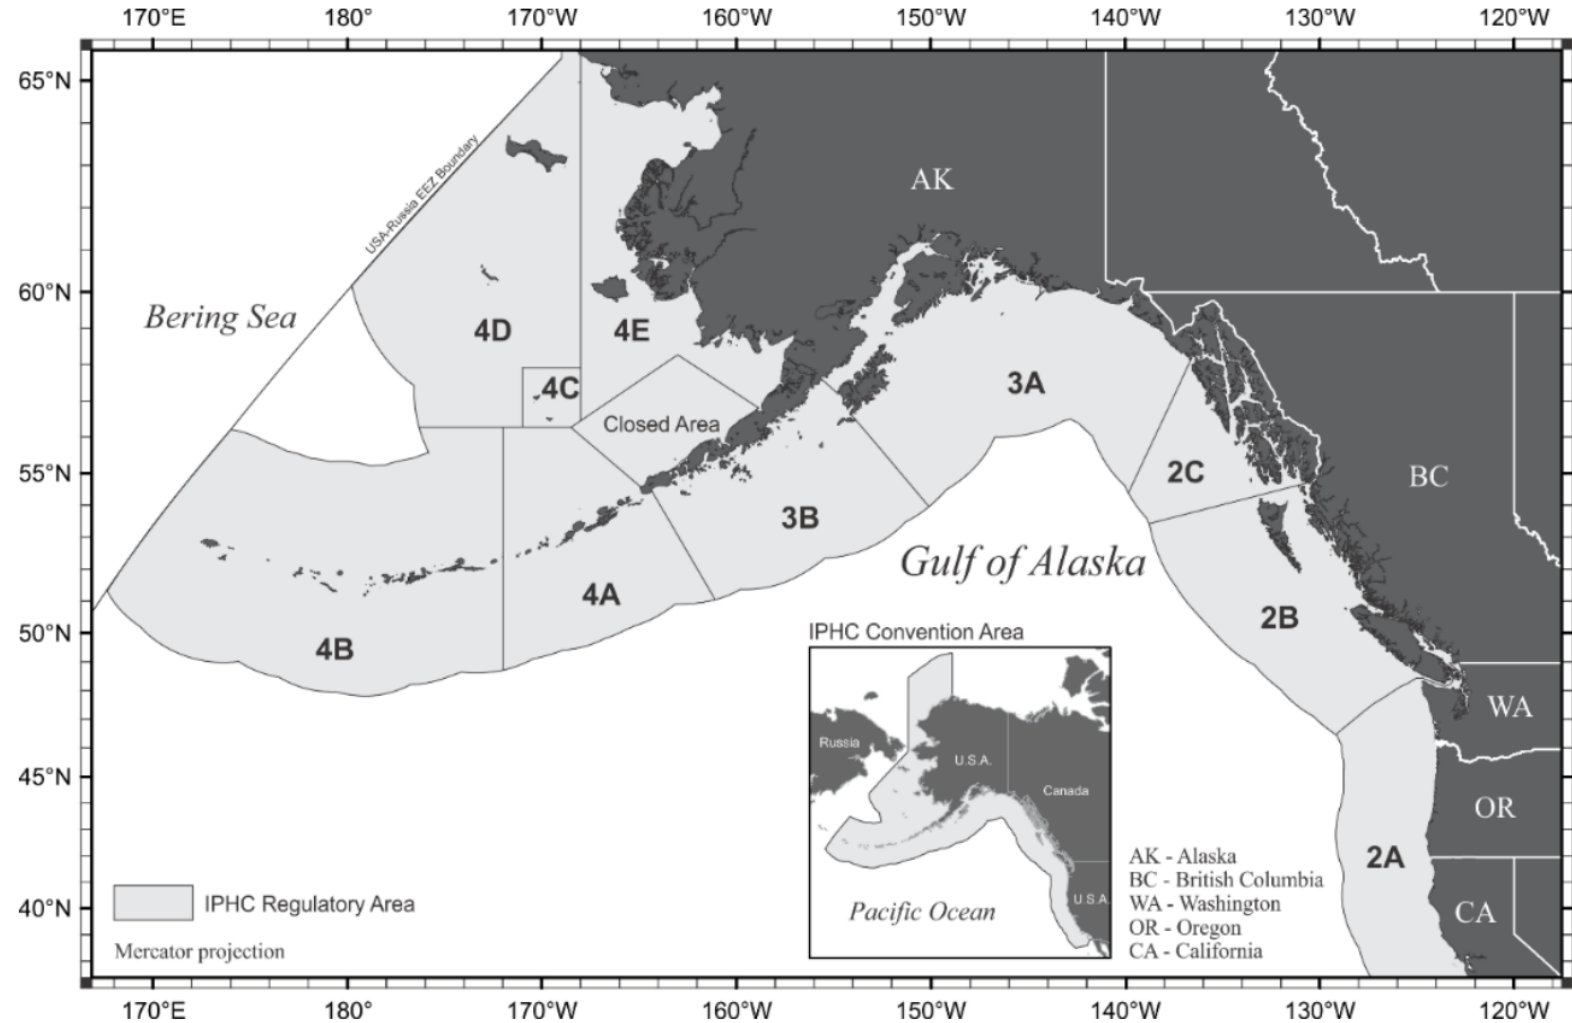 170°E 180° 170°W 160°W 150°W 140°W 130°W 120°W
65°N
USA-Russia EEZ Boundary
AK
60°N
Bering Sea
4D
4E
4C
3A
Closed Area
55°N
2C
BC
3B
Gulf of Alaska
4A
2B
50°N
4B
IPHC Convention Area
WA
Russia
U.S.A.
Canada
45°N
OR
2A
AK - Alaska
BC - British Columbia
U.S.A.
WA - Washington
40°N
IPHC Regulatory Area
Pacific Ocean
CA
OR - Oregon
Mercator projection
CA - California
170°E 180° 170°W 160°W 150°W 140°W 130°W 120°W